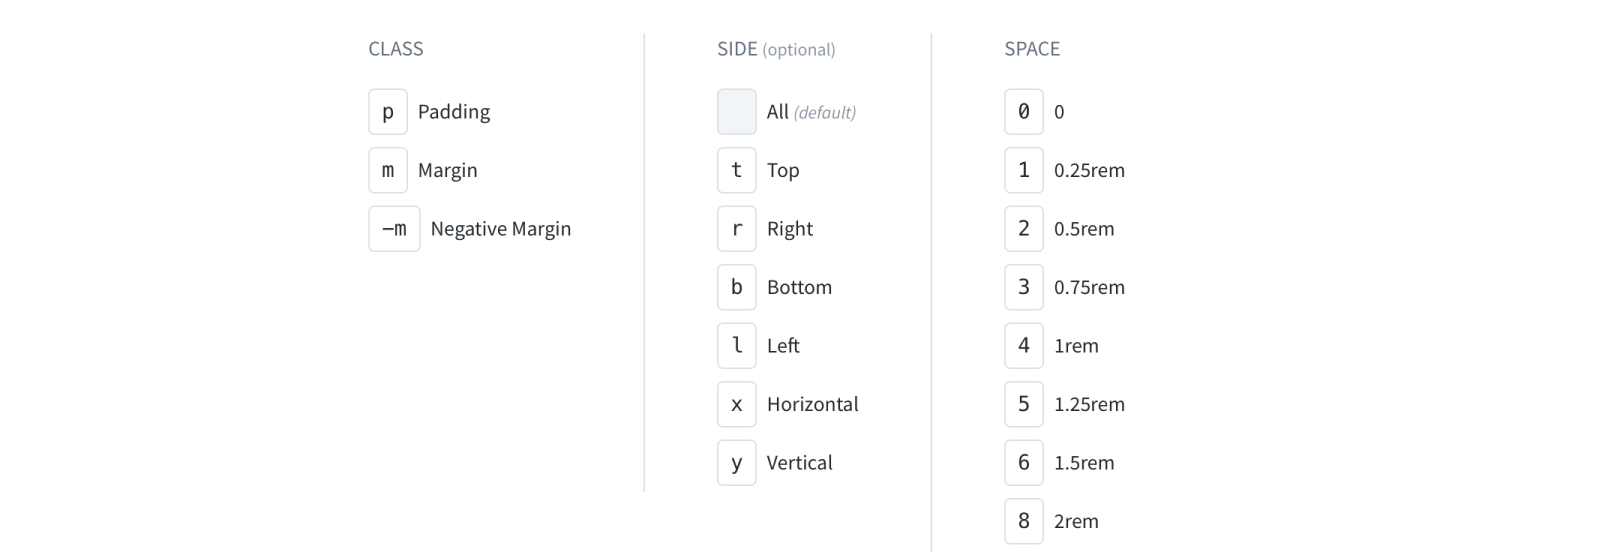 CLASS
p Padding
m Margin
−m Negative Margin
SIDE (optional)
All (default)
t Top
r Right
b Bottom
l Left
x Horizontal
y Vertical
SPACE
0 0
1 0.25rem
2 0.5rem
3 0.75rem
4 1rem
5 1.25rem
6 1.5rem
8 2rem